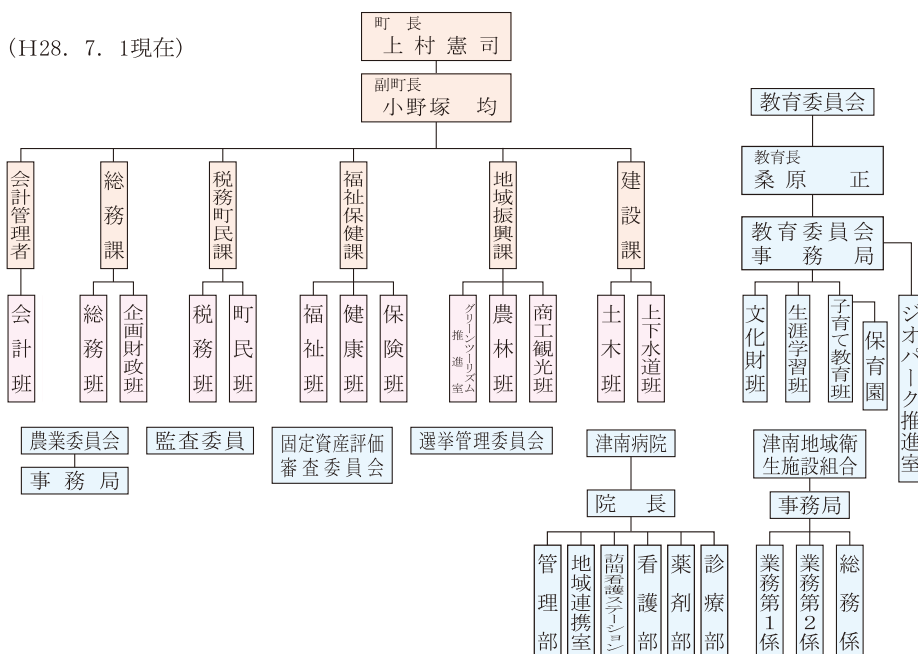 (H28. 7. 1現在)
町 長
上 村 憲 司
副町長
小野塚 均
教育委員会
教育長
桑 原 正
教育委員会
事務局
会計管理者
総務課
税務町民課
福祉保健課
地域振興課
建設課
会計班
総務班
企画財政班
税務班
町民班
福祉班
健康班
保険班
グリーンツーリズム
推進室
農林班
商工観光班
土木班
上下水道班
文化財班
生涯学習班
子育て教育班
保育園
ジオパーク推進室
農業委員会
事務局
監査委員
固定資産評価
審査委員会
選挙管理委員会
津南病院
院 長
管理部
地域連携室
訪問看護ステーション
看護部
薬剤部
診療部
津南地域衛
生施設組合
事務局
業務第1係
業務第2係
総務係